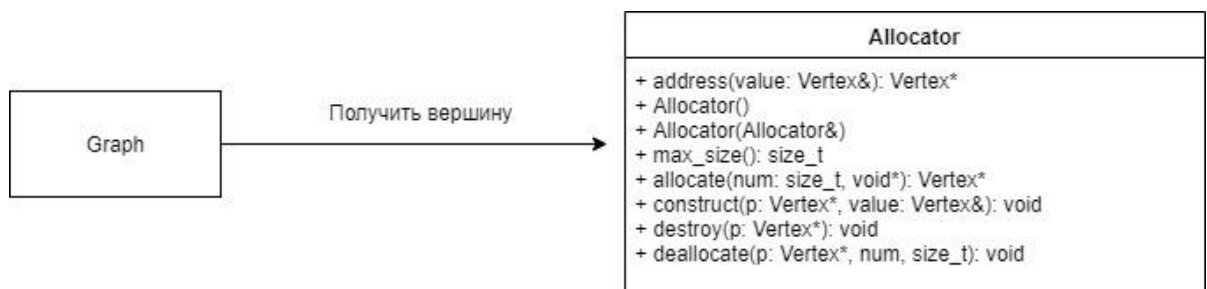 Graph
Получить вершину
Allocator
+ address(value: Vertex&): Vertex*
+ Allocator()
+ Allocator(Allocator&)
+ max_size(): size_t
+ allocate(num: size_t, void*): Vertex*
+ construct(p: Vertex*, value: Vertex&): void
+ destroy(p: Vertex*): void
+ deallocate(p: Vertex*, num, size_t): void